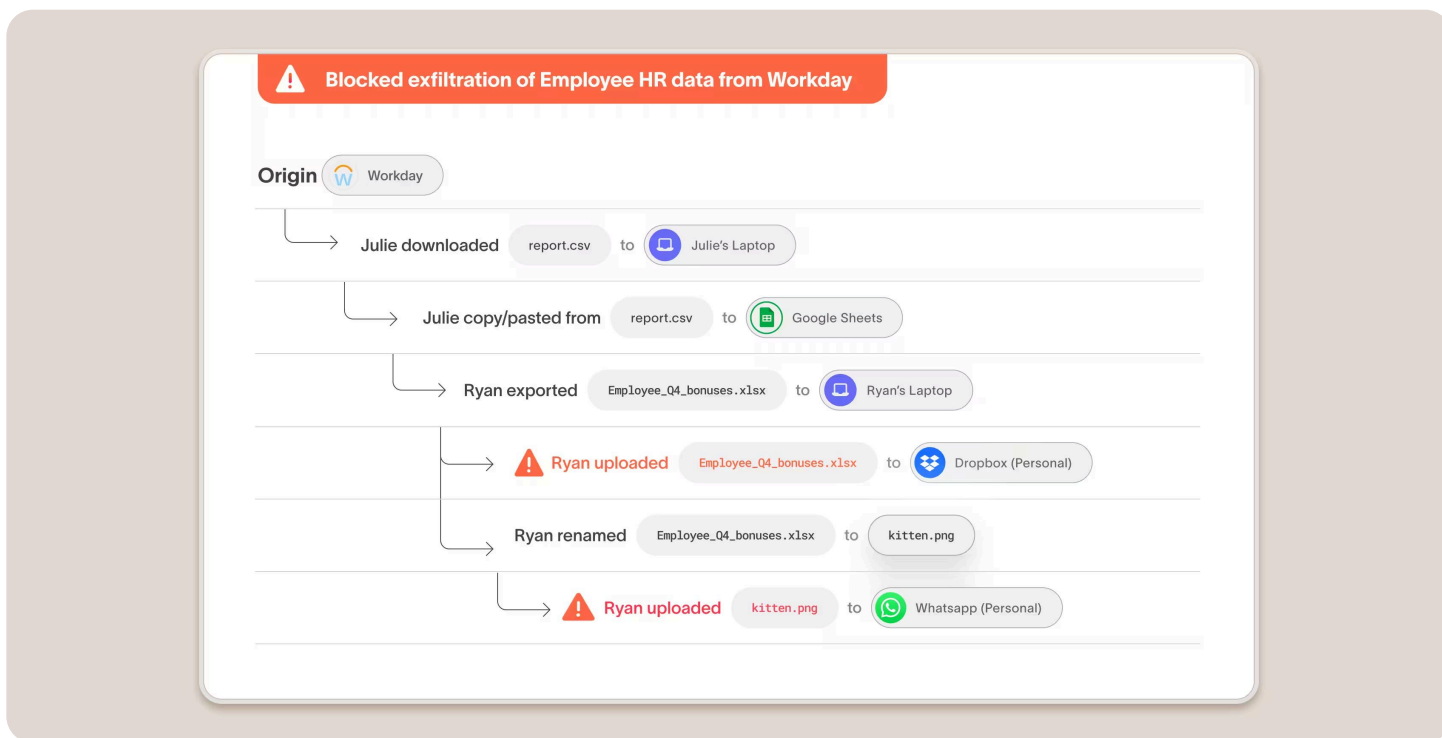 Blocked exfiltration of Employee HR data from Workday
Origin Workday
Julie downloaded report.csv to Julie's Laptop
Julie copy/pasted from report.csv to Google Sheets
Ryan exported Employee_Q4_bonuses.xlsx to Ryan's Laptop
Ryan uploaded Employee_Q4_bonuses.xlsx to Dropbox (Personal)
Ryan renamed Employee_Q4_bonuses.xlsx to kitten.png
Ryan uploaded kitten.png to Whatsapp (Personal)